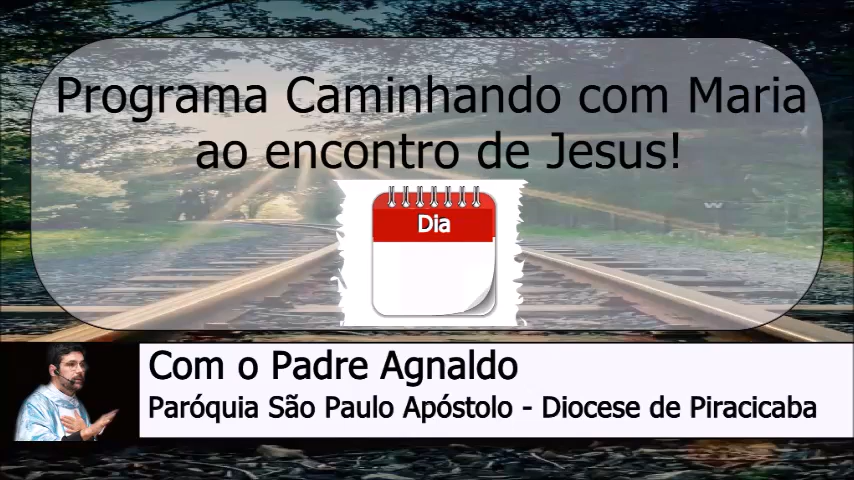 Programa Caminhando com Maria
ao encontro de Jesus!
Dia
Com o Padre Agnaldo
Paróquia São Paulo Apóstolo - Diocese de Piracicaba